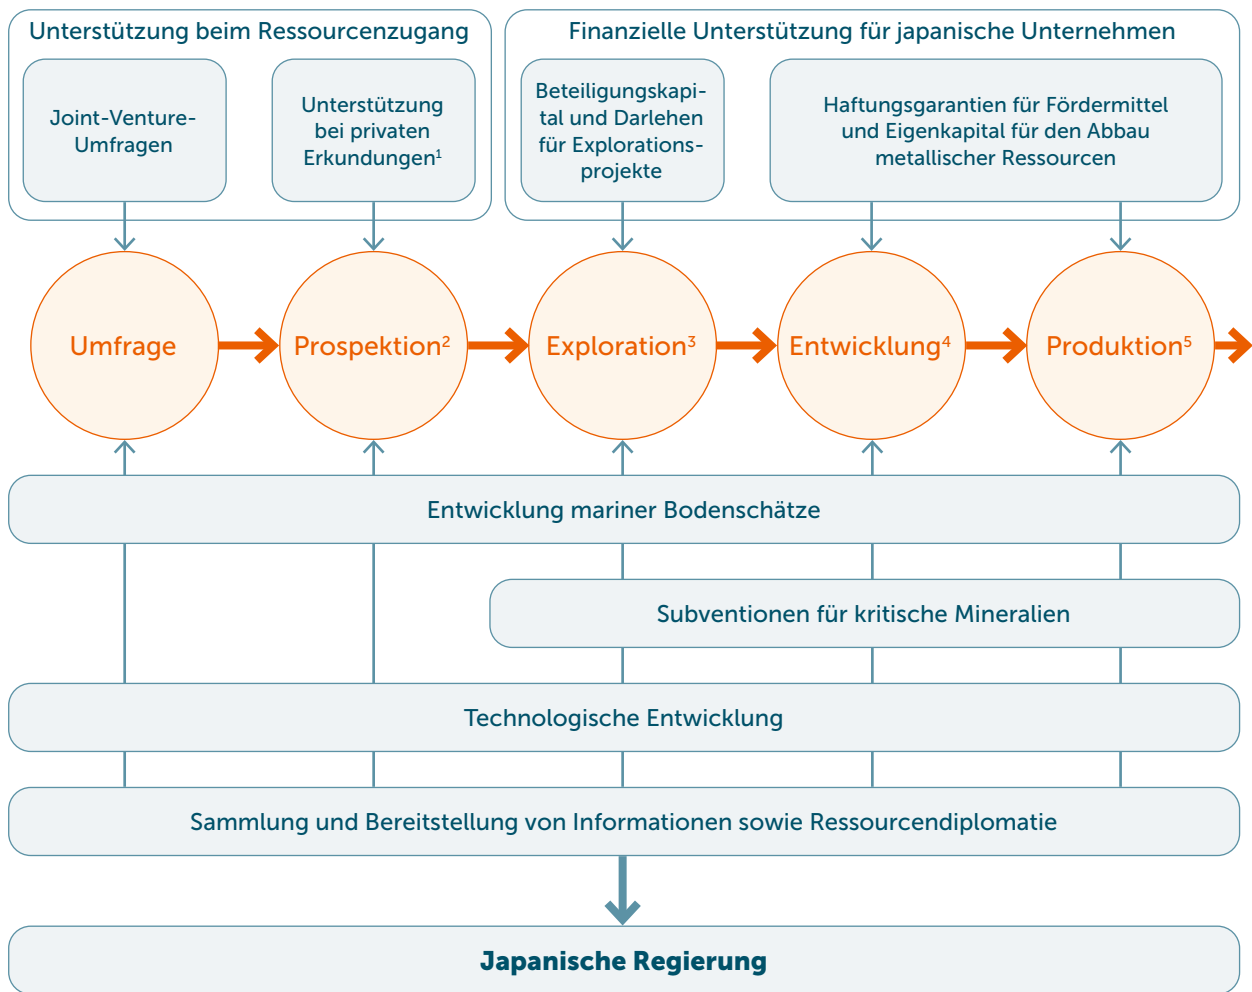 Unterstützung beim Ressourcenzugang
Finanzielle Unterstützung für japanische Unternehmen
Joint-Venture-
Umfragen
Unterstützung
bei privaten
Erkundungen¹
Beteiligungskapi-
tal und Darlehen
für Explorations-
projekte
Haftungsgarantien für Fördermittel
und Eigenkapital für den Abbau
metallischer Ressourcen
Umfrage
Prospektion²
Exploration³
Entwicklung⁴
Produktion⁵
Entwicklung mariner Bodenschätze
Subventionen für kritische Mineralien
Technologische Entwicklung
Sammlung und Bereitstellung von Informationen sowie Ressourcendiplomatie
Japanische Regierung